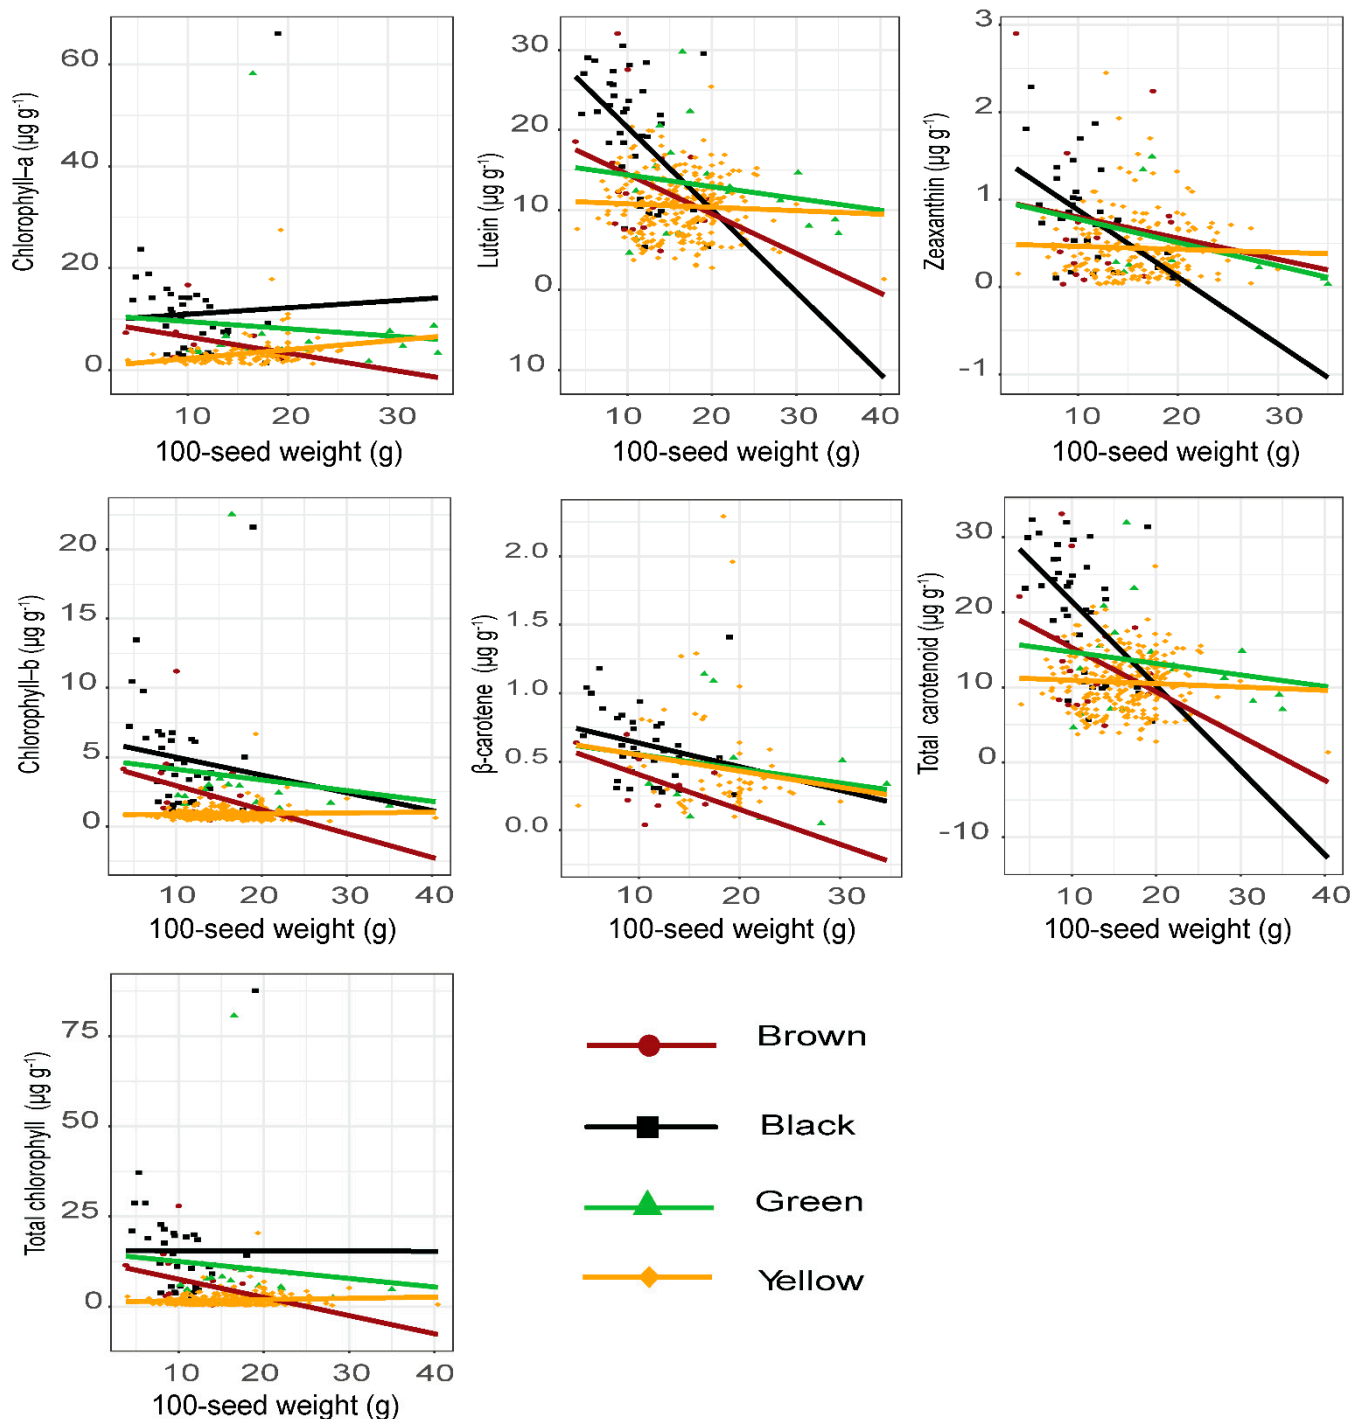 Chlorophyll–a (µg g⁻¹)
60
40
20
0
10 20 30
100-seed weight (g)
Lutein (µg g⁻¹)
30
20
10
0
10
10 20 30 40
100-seed weight (g)
Zeaxanthin (µg g⁻¹)
3
2
1
0
-1
10 20 30
100-seed weight (g)
Chlorophyll–b (µg g⁻¹)
20
15
10
5
0
10 20 30 40
100-seed weight (g)
β-carotene (µg g⁻¹)
2.0
1.5
1.0
0.5
0.0
10 20 30
100-seed weight (g)
Total carotenoid (µg g⁻¹)
30
20
10
0
-10
10 20 30 40
100-seed weight (g)
Total chlorophyll (µg g⁻¹)
75
50
25
0
10 20 30 40
100-seed weight (g)
Brown
Black
Green
Yellow